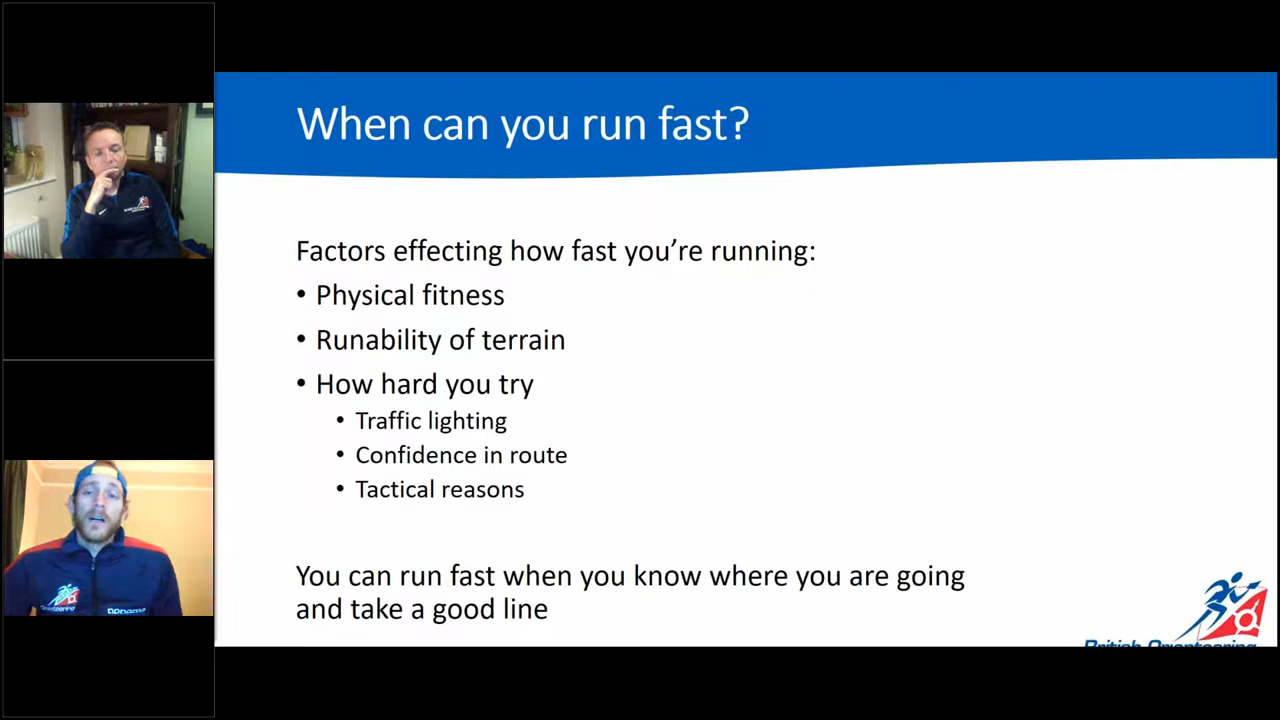 When can you run fast?
Factors effecting how fast you're running:
• Physical fitness
• Runability of terrain
• How hard you try
• Traffic lighting
• Confidence in route
• Tactical reasons
You can run fast when you know where you are going
and take a good line
British Orienteering